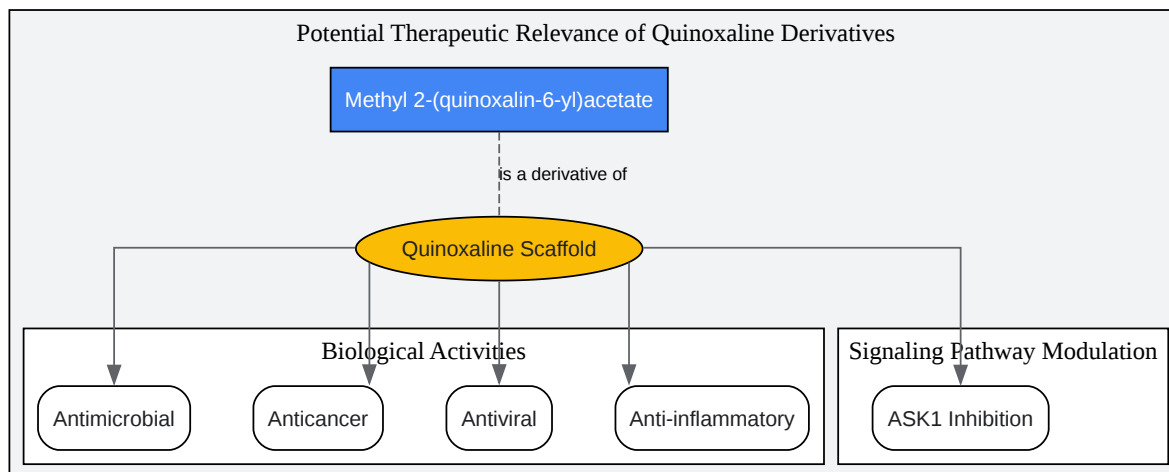 Potential Therapeutic Relevance of Quinoxaline Derivatives
Methyl 2-(quinoxalin-6-yl)acetate
is a derivative of
Quinoxaline Scaffold
Biological Activities
Signaling Pathway Modulation
Antimicrobial
Anticancer
Antiviral
Anti-inflammatory
ASK1 Inhibition